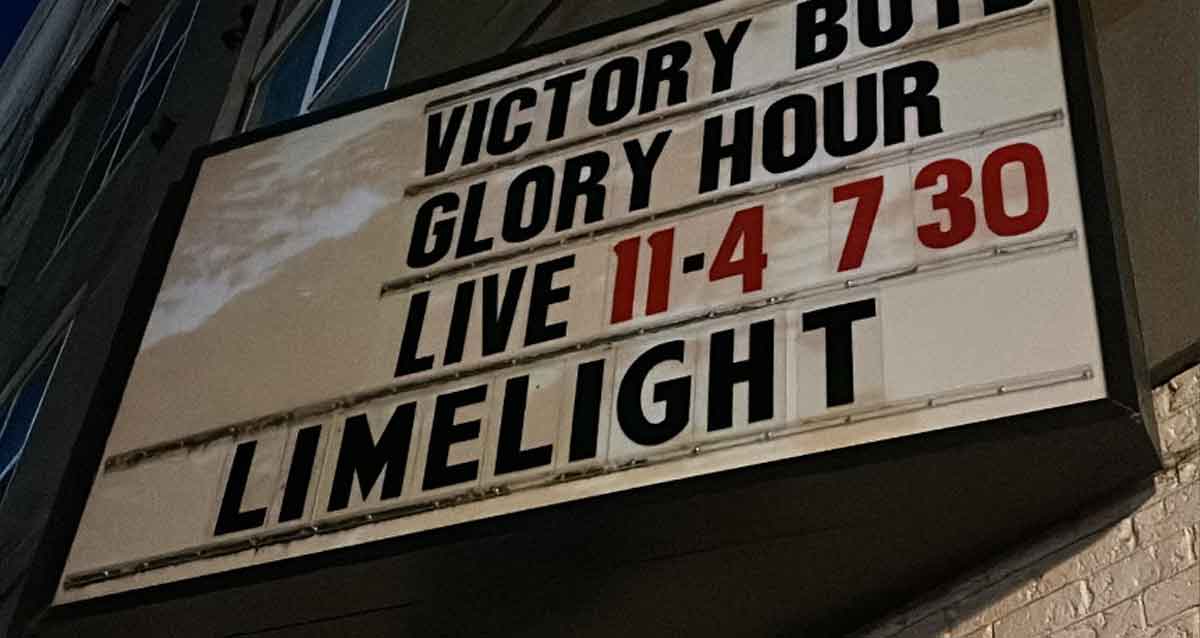 VICTORY
GLORY HOUR
LIVE 11-4 7 30
LIMELIGHT